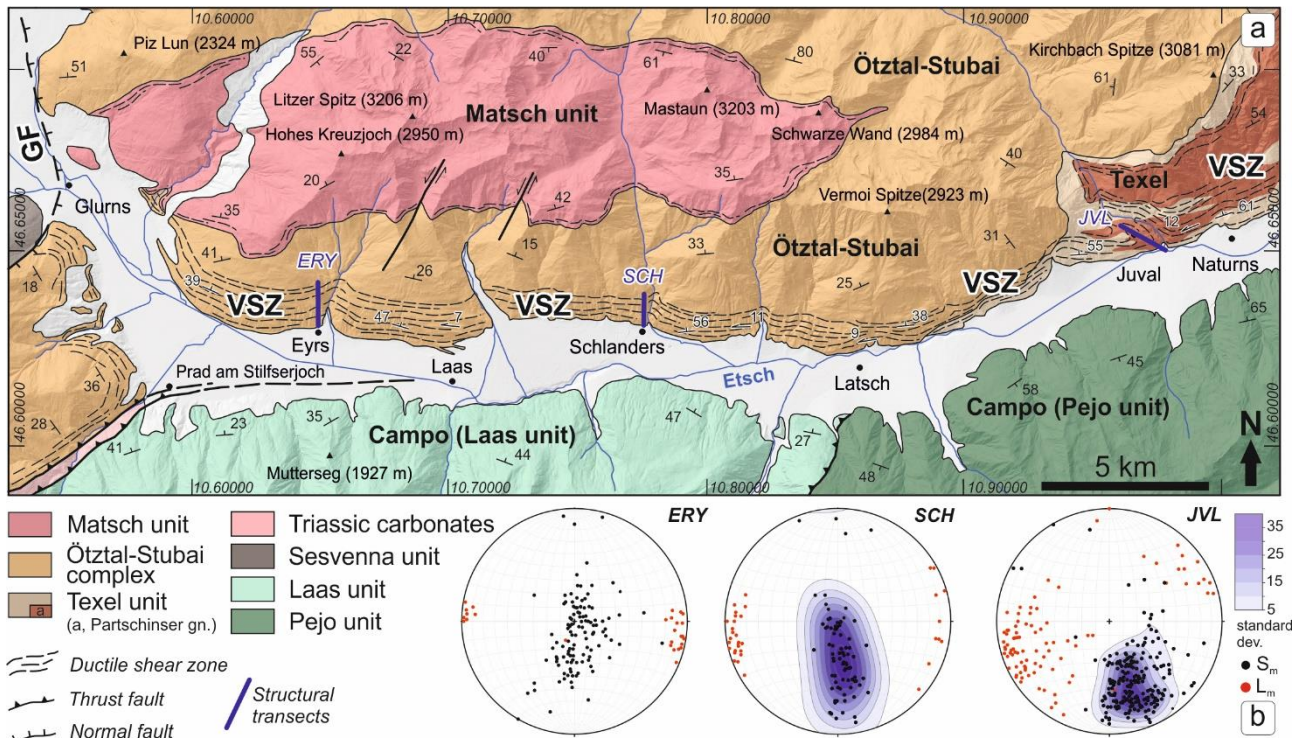 10.60000
10.70000
10.80000
10.90000
a
Piz Lun (2324 m)
Kirchbach Spitze (3081 m)
51
55
22
40
61
80
Ötztal-Stubai
61
33
54
Litzer Spitz (3206 m)
Matsch unit
Mastaun (3203 m)
Hohes Kreuzjoch (2950 m)
Schwarze Wand (2984 m)
GF
VSZ
Texel
20
35
40
46.65000
Glurns
35
42
Vermoi Spitze(2923 m)
JVL
12
61
46.65000
41
15
33
Ötztal-Stubai
31
55
ERY
SCH
Juval
Naturns
18
39
26
25
VSZ
VSZ
VSZ
47
7
56
11
9
38
65
Eyrs
Schlanders
Prad am Stilfserjoch
Laas
Etsch
Latsch
45
36
58
46.60000
28
35
47
Campo (Pejo unit)
46.60000
41
23
Campo (Laas unit)
27
N
44
48
5 km
Mutterseg (1927 m)
10.60000
10.70000
10.80000
10.90000
Matsch unit
Ötztal-Stubai
complex
Texel unit
a
(a, Partschinser gn.)
Triassic carbonates
Sesvenna unit
Laas unit
Pejo unit
Ductile shear zone
Thrust fault
Normal fault
Structural
transects
ERY
SCH
JVL
35
25
15
5
standard
dev.
Sm
Lm
b